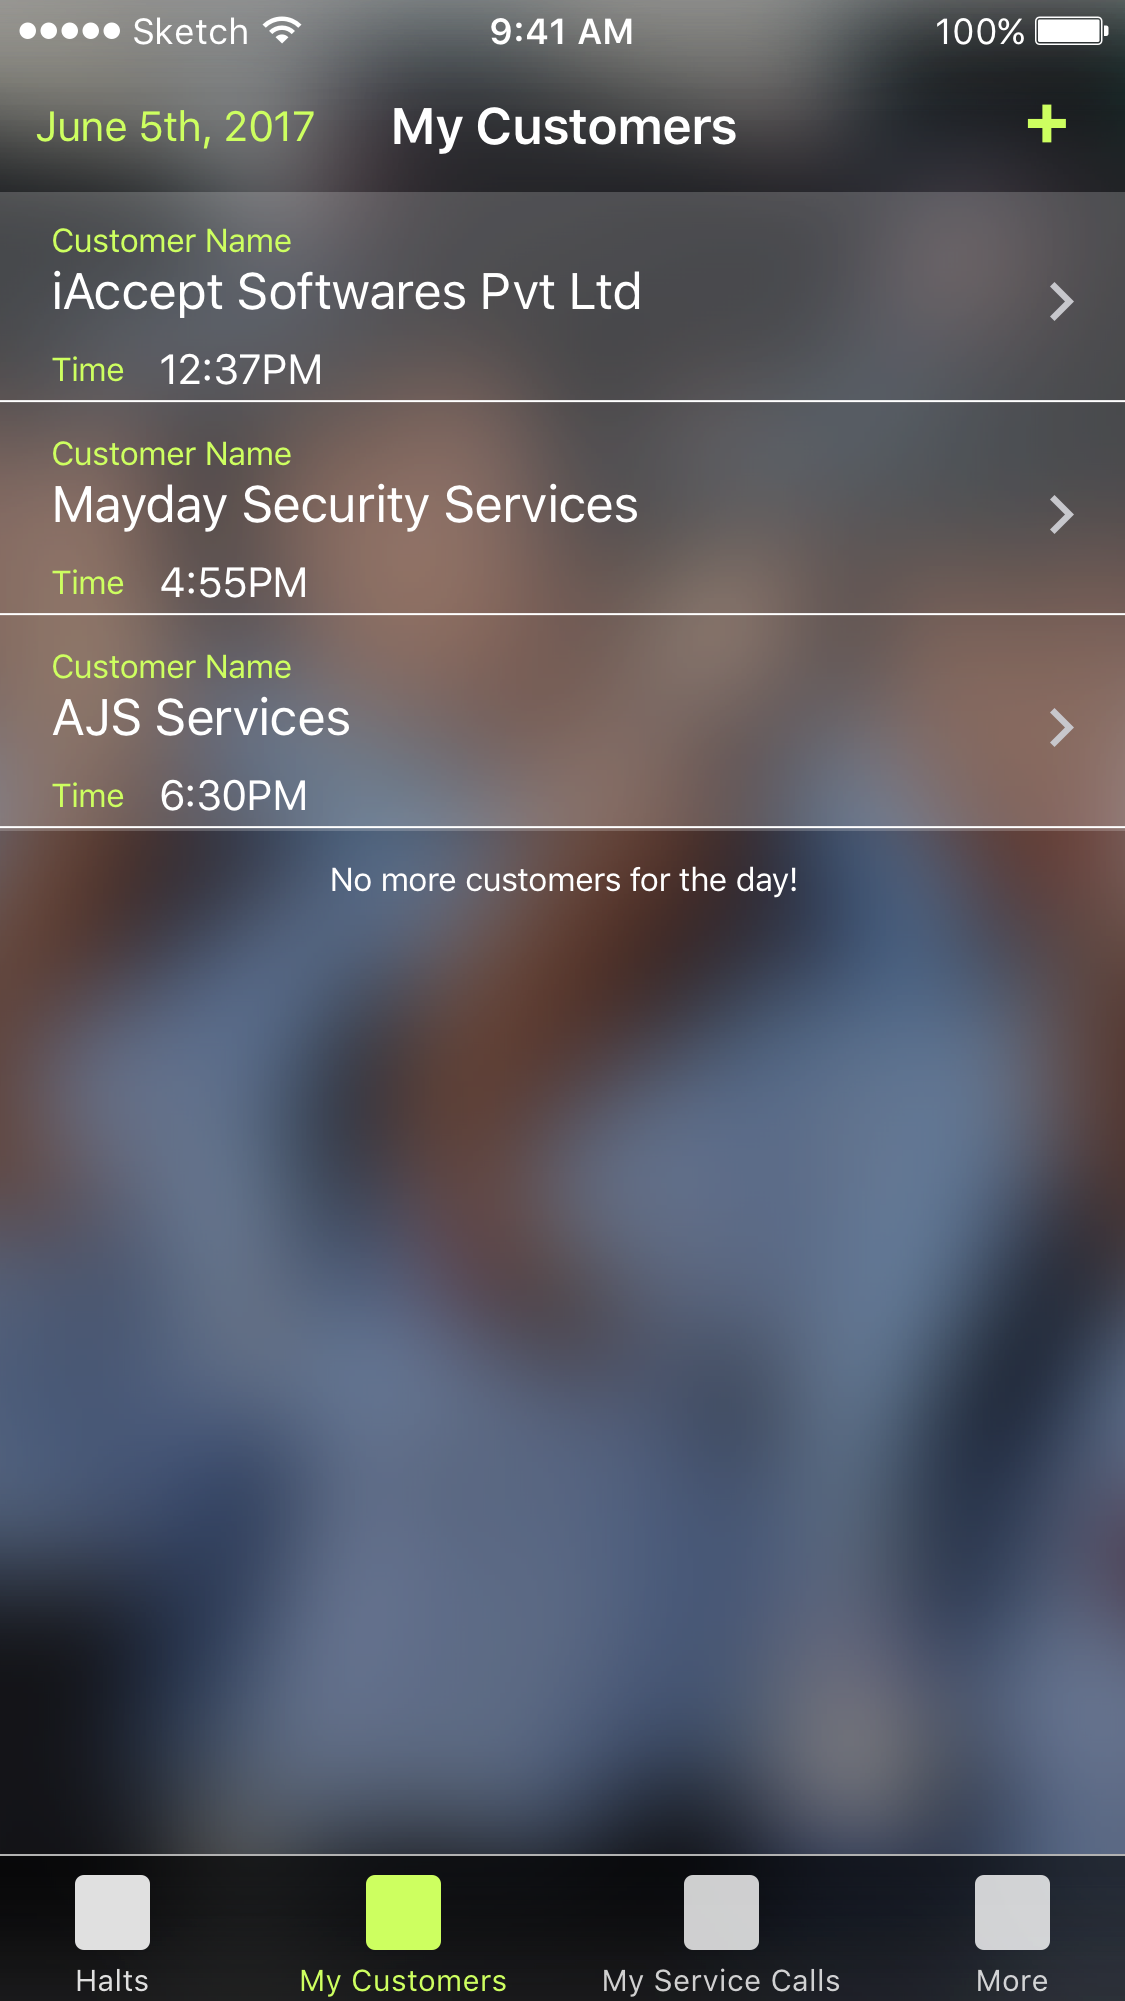 Sketch 9:41 AM 100%
June 5th, 2017 My Customers +
Customer Name
iAccept Softwares Pvt Ltd
Time 12:37PM
Customer Name
Mayday Security Services
Time 4:55PM
Customer Name
AJS Services
Time 6:30PM
No more customers for the day!
Halts My Customers My Service Calls More